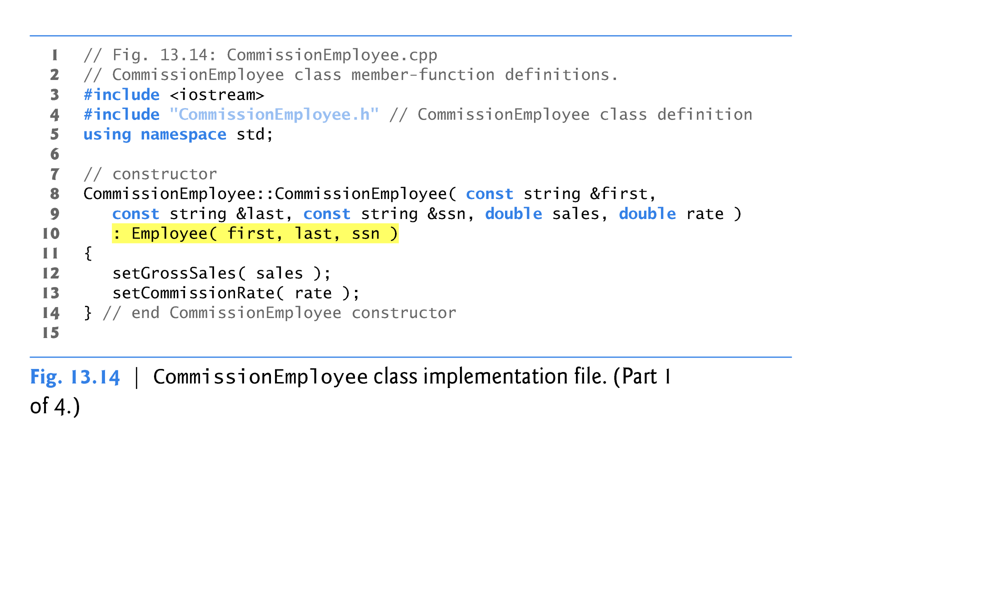 1 // Fig. 13.14: CommissionEmployee.cpp
2 // CommissionEmployee class member-function definitions.
3 #include <iostream>
4 #include "CommissionEmployee.h" // CommissionEmployee class definition
5 using namespace std;
6
7 // constructor
8 CommissionEmployee::CommissionEmployee( const string &first,
9    const string &last, const string &ssn, double sales, double rate )
10    : Employee( first, last, ssn )
11 {
12    setGrossSales( sales );
13    setCommissionRate( rate );
14 } // end CommissionEmployee constructor
15
Fig. 13.14 | CommissionEmployee class implementation file. (Part 1
of 4.)